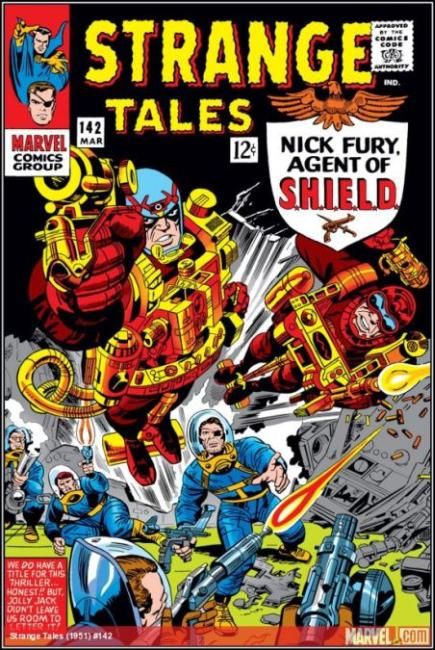 STRANGE
TALES
APPROVED
BY THE
COMICS
CODE
AUTHORITY
IND.
MARVEL
COMICS
GROUP
142
MAR
12¢
NICK FURY,
AGENT OF
S.H.I.E.L.D.
WE DO HAVE A
TITLE FOR THIS
THRILLER...
HONEST!! BUT,
JOLLY JACK
DIDN'T LEAVE
US ROOM TO
LETTER IT!
Strange Tales (1951) #142
MARVEL.com